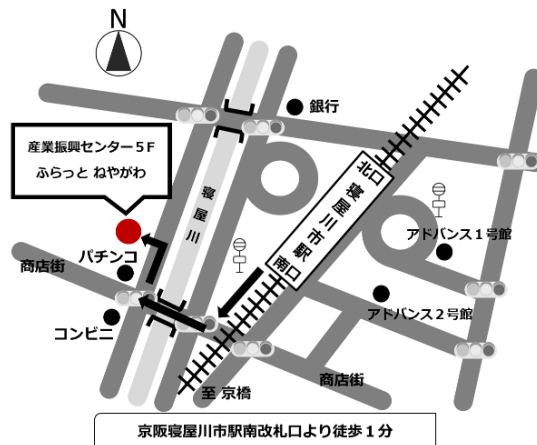 N
銀行
産業振興センター5F
ふらっと ねやがわ
寝屋川
北口
寝屋川市駅
南口
アドバンス1号館
パチンコ
商店街
アドバンス2号館
コンビニ
商店街
至 京橋
京阪寝屋川市駅南改札口より徒歩1分